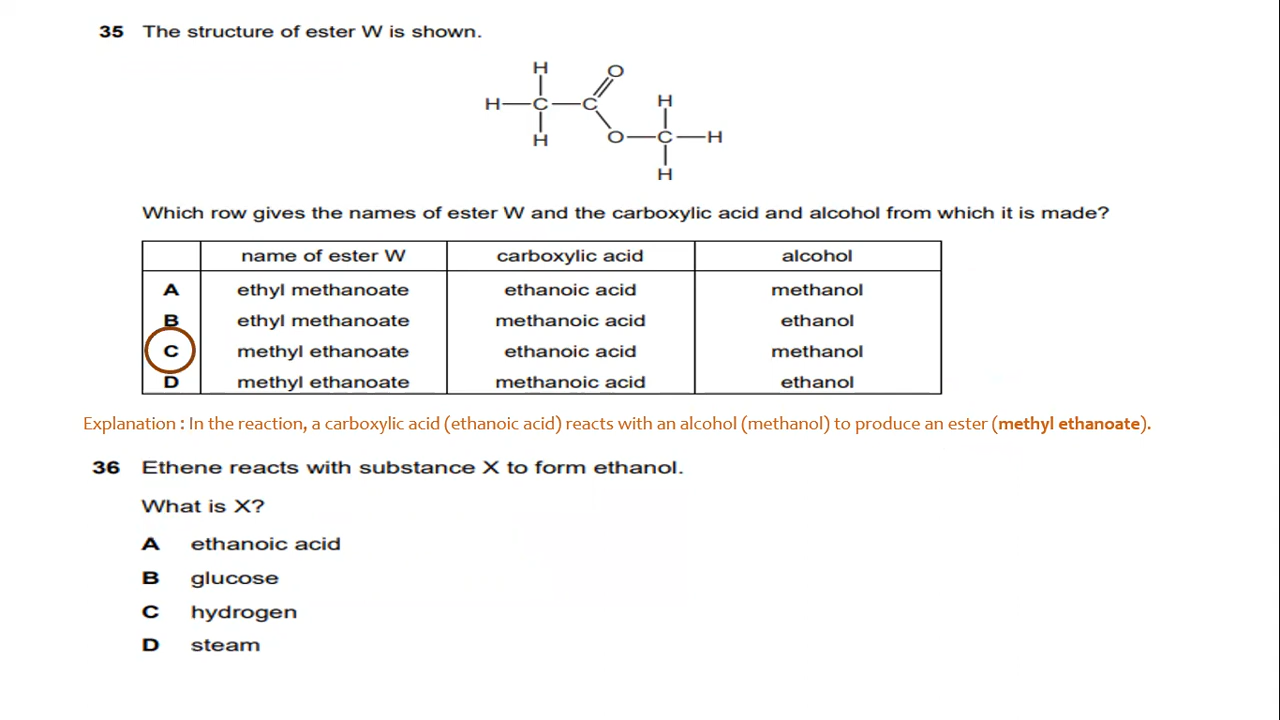 35 The structure of ester W is shown.
H O
H C C H
H O C H
H
Which row gives the names of ester W and the carboxylic acid and alcohol from which it is made?
name of ester W carboxylic acid alcohol
A ethyl methanoate ethanoic acid methanol
B ethyl methanoate methanoic acid ethanol
C methyl ethanoate ethanoic acid methanol
D methyl ethanoate methanoic acid ethanol
Explanation : In the reaction, a carboxylic acid (ethanoic acid) reacts with an alcohol (methanol) to produce an ester (methyl ethanoate).
36 Ethene reacts with substance X to form ethanol.
What is X?
A ethanoic acid
B glucose
C hydrogen
D steam